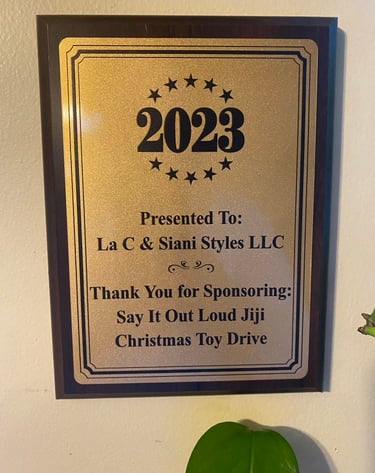 2023
Presented To:
La C & Siani Styles LLC
Thank You for Sponsoring:
Say It Out Loud Jiji
Christmas Toy Drive